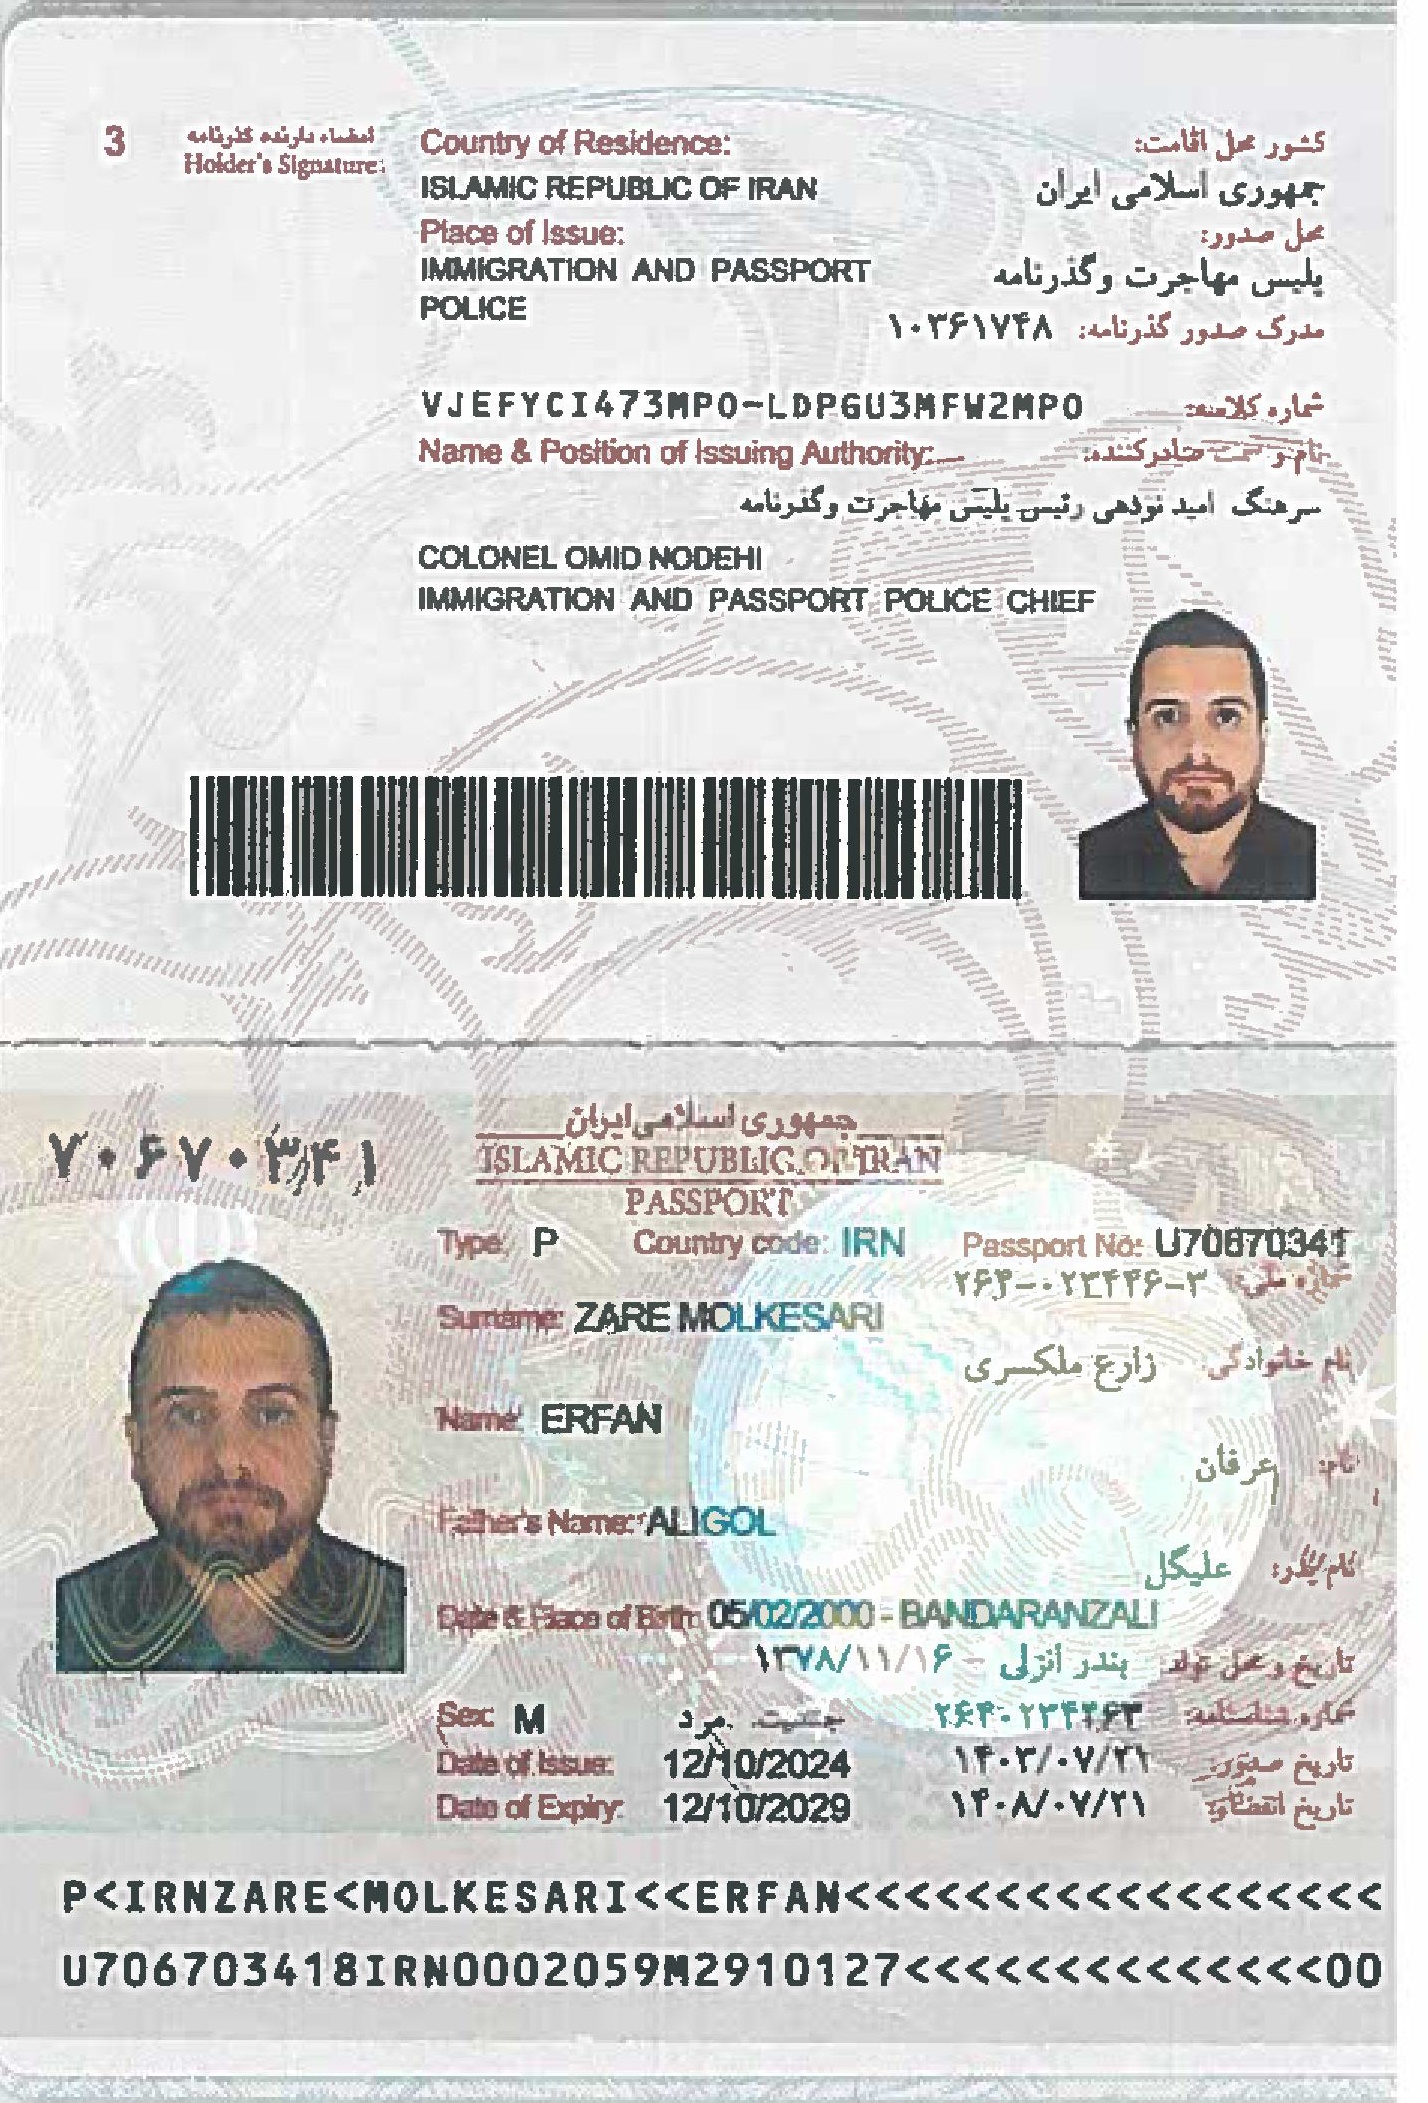 3
امضاء دارنده گذرنامه
Holder's Signature:
Country of Residence: کشور محل اقامت:
ISLAMIC REPUBLIC OF IRAN جمهوری اسلامی ایران
Place of Issue: محل صدور:
IMMIGRATION AND PASSPORT POLICE پلیس مهاجرت وگذرنامه
مدرک صدور گذرنامه: ۱۰۳۶۱۷۴۸
VJEFYCI473MPO-LDPGU3MFW2MPO شماره کلاسه:
Name & Position of Issuing Authority: نام و سمت صادرکننده:
سرهنگ امید نودهی رئیس پلیس مهاجرت وگذرنامه
COLONEL OMID NODEHI
IMMIGRATION AND PASSPORT POLICE CHIEF
۷۰۶۷۰۳۴۱
جمهوری اسلامی ایران
ISLAMIC REPUBLIC OF IRAN
PASSPORT
Type: P Country code: IRN Passport No: U70670341
شماره ملی: ۲۶۴-۰۲۳۴۴۶-۳
Surname: ZARE MOLKESARI
نام خانوادگی: زارع ملکسری
Name: ERFAN
نام: عرفان
Father's Name: ALIGOL
نام پدر: علیگل
Date & Place of Birth: 05/02/2000 - BANDARANZALI
تاریخ و محل تولد: بندر انزلی - ۱۳۷۸/۱۱/۱۶
Sex: M جنسیت: مرد
شماره شناسنامه: ۲۶۴۰۲۳۴۴۶۳
Date of Issue: 12/10/2024 تاریخ صدور: ۱۴۰۳/۰۷/۲۱
Date of Expiry: 12/10/2029 تاریخ انقضاء: ۱۴۰۸/۰۷/۲۱
P<IRNZARE<MOLKESARI<<ERFAN<<<<<<<<<<<<<<<<<<
U706703418IRN0002059M2910127<<<<<<<<<<<<<<00